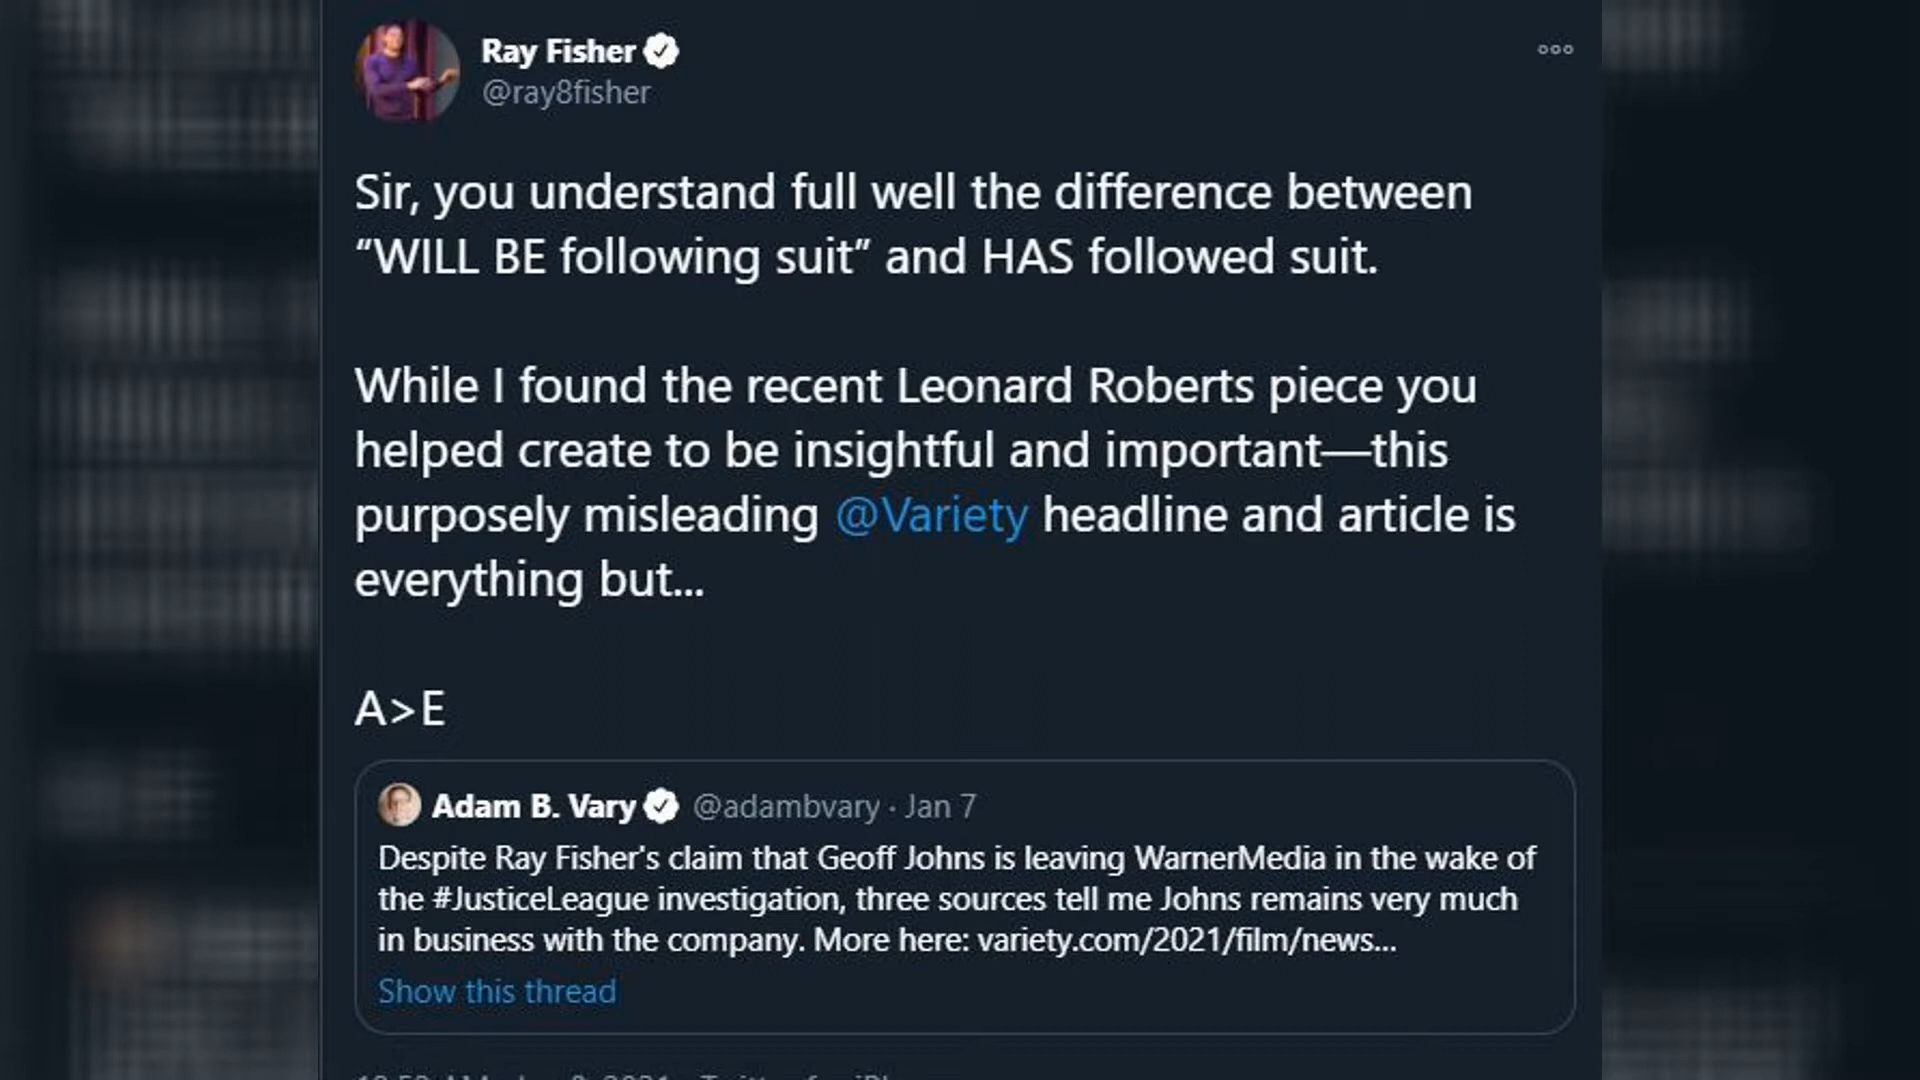 Ray Fisher
@ray8fisher
Sir, you understand full well the difference between
“WILL BE following suit” and HAS followed suit.
While I found the recent Leonard Roberts piece you
helped create to be insightful and important—this
purposely misleading @Variety headline and article is
everything but...
A>E
Adam B. Vary @adambvary · Jan 7
Despite Ray Fisher's claim that Geoff Johns is leaving WarnerMedia in the wake of
the #JusticeLeague investigation, three sources tell me Johns remains very much
in business with the company. More here: variety.com/2021/film/news...
Show this thread